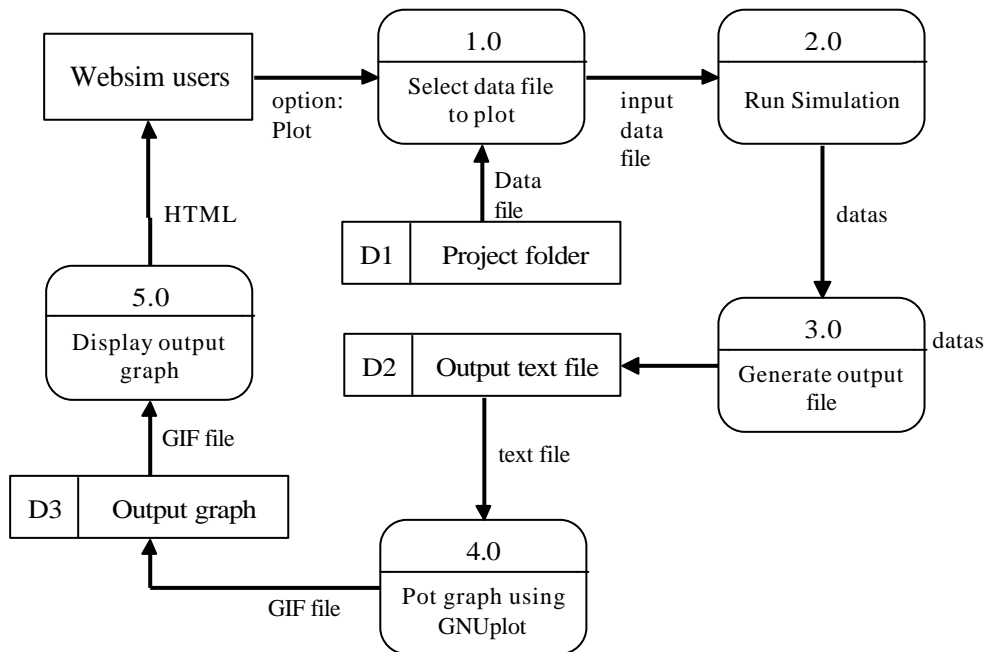 Websim users
option:
Plot
1.0
Select data file
to plot
input
data
file
2.0
Run Simulation
Data
file
HTML
D1
Project folder
datas
5.0
Display output
graph
D2
Output text file
3.0
Generate output
file
datas
GIF file
text file
D3
Output graph
4.0
Pot graph using
GNUplot
GIF file